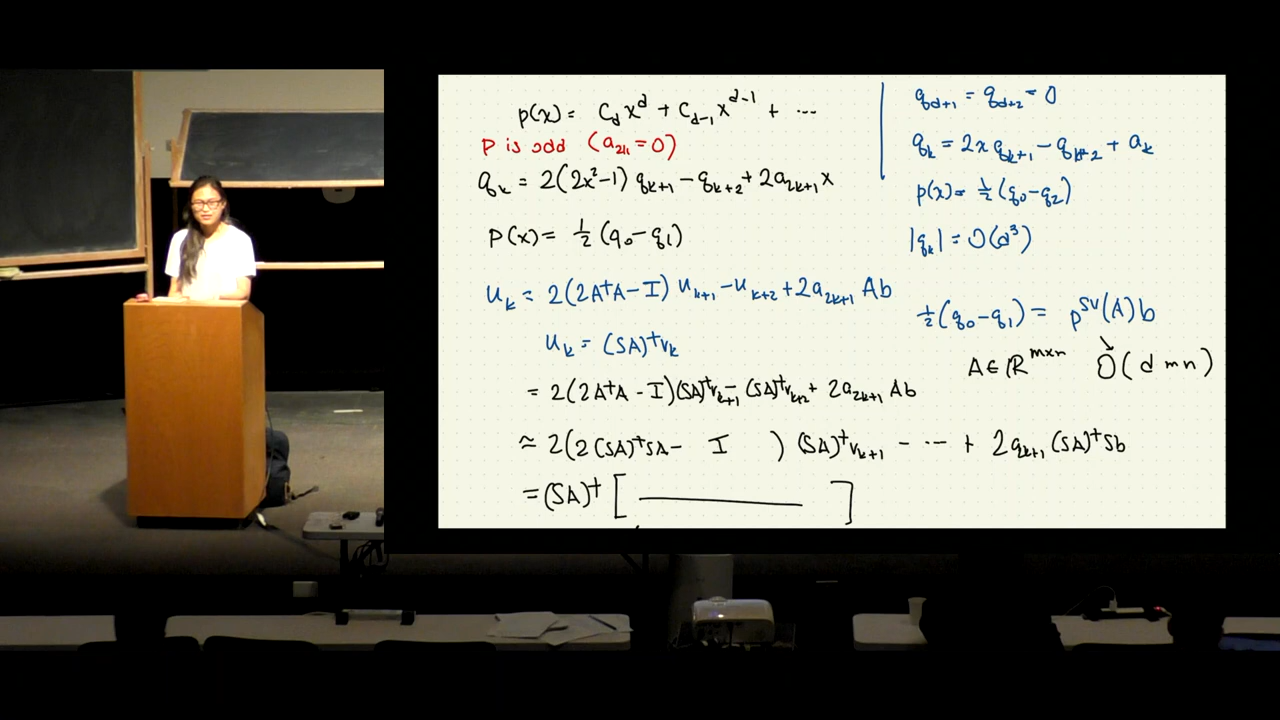 p(x) = C_d x^d + C_{d-1} x^{d-1} + ...
P is odd (a_{2k} = 0)
q_k = 2(2x²-1) q_{k+1} - q_{k+2} + 2a_{2k+1} x
P(x) = ½ (q_0 - q_1)
u_k = 2(2A†A - I) u_{k+1} - u_{k+2} + 2a_{2k+1} Ab
u_k = (SA)† v_k
= 2(2A†A - I)(SA)† v_{k+1} - (SA)† v_{k+2} + 2a_{2k+1} Ab
≈ 2(2(SA)†SA - I ) (SA)† v_{k+1} - ... + 2a_{2k+1} (SA)† Sb
= (SA)† [ ——— ]
q_{d+1} = q_{d+2} = 0
q_k = 2x q_{k+1} - q_{k+2} + a_k
p(x) = ½ (q_0 - q_2)
|q_k| = O(d³)
½ (q_0 - q_1) = p^{SV}(A) b
A ∈ ℝ^{m×n} Õ(d mn)